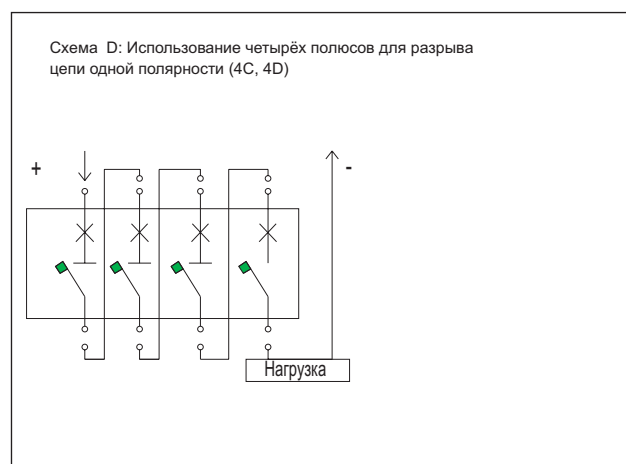 Схема D: Использование четырёх полюсов для разрыва
цепи одной полярности (4C, 4D)
+
-
Нагрузка